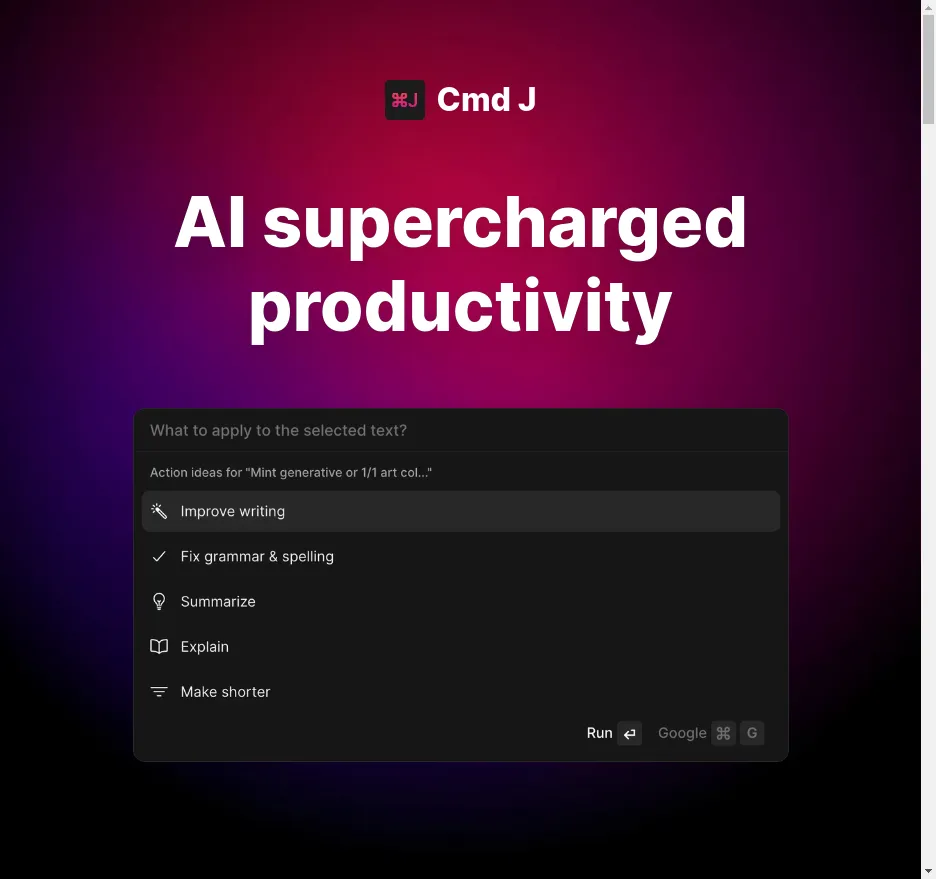 ⌘J Cmd J
AI supercharged
productivity
What to apply to the selected text?
Action ideas for "Mint generative or 1/1 art col..."
Improve writing
Fix grammar & spelling
Summarize
Explain
Make shorter
Run ↵ Google ⌘ G